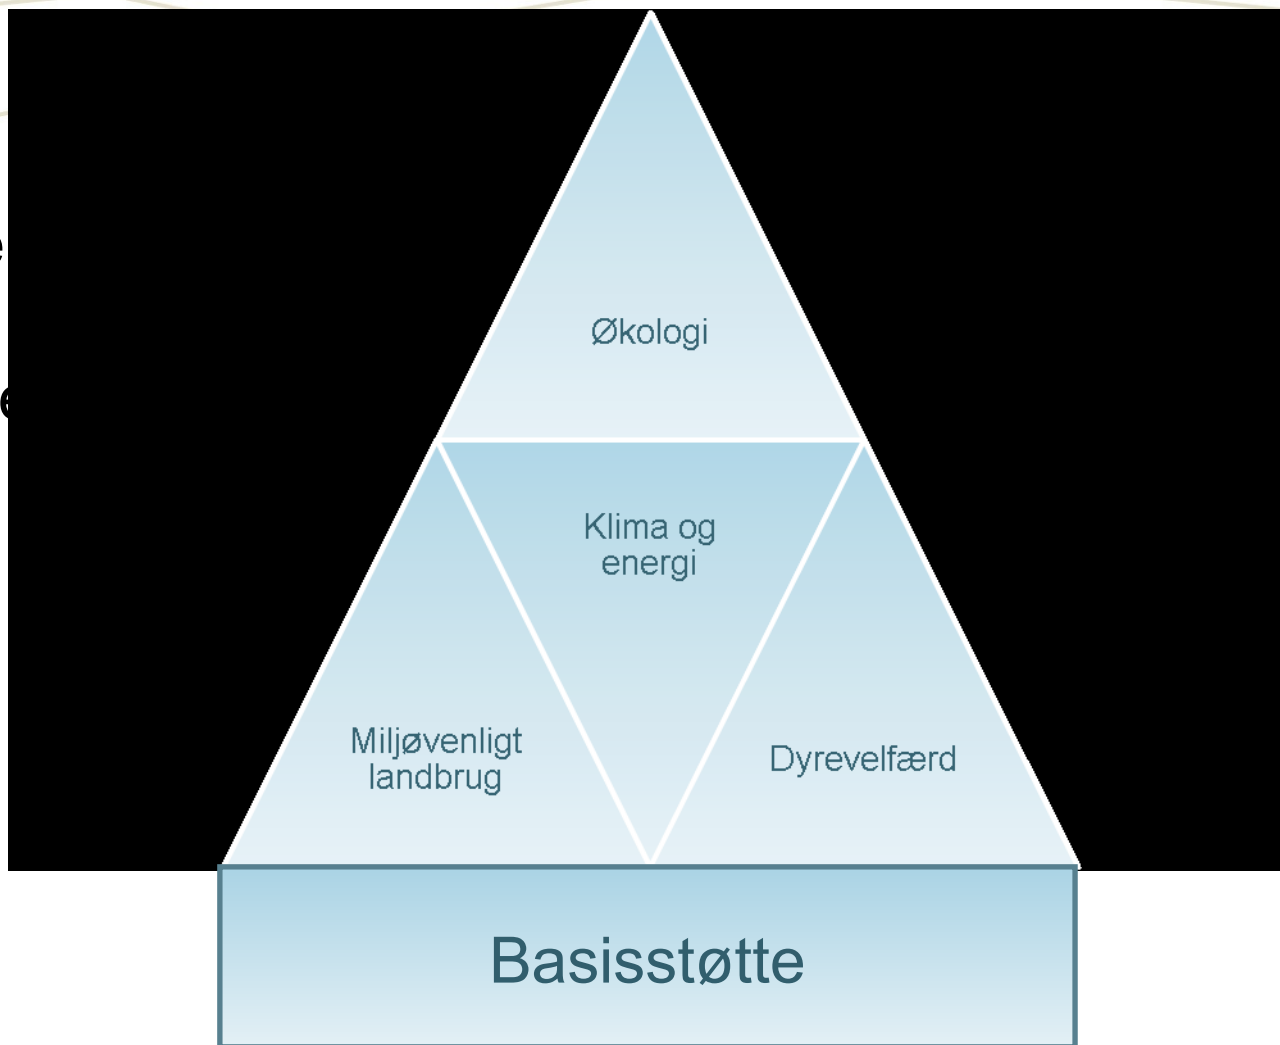 Økologi
Klima og
energi
Miljøvenligt
landbrug
Dyrevelfærd
Basisstøtte